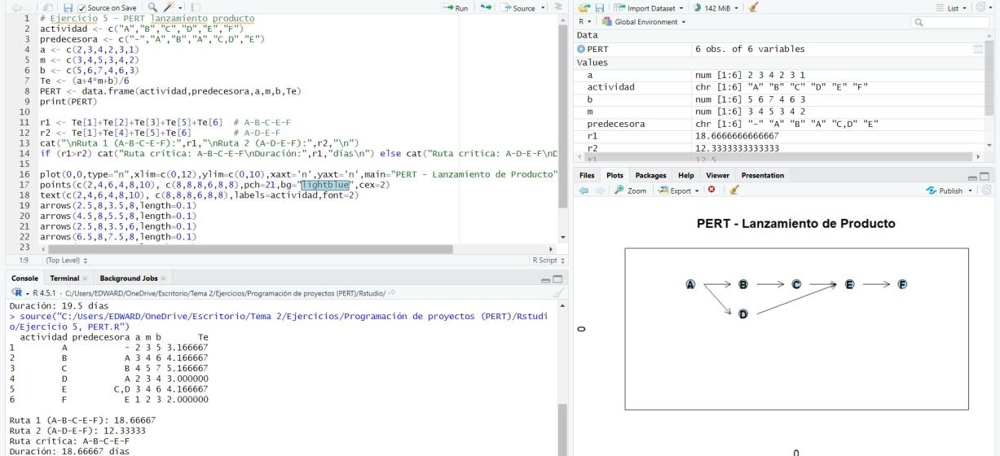 Source on Save
Run
Source
1 # Ejercicio 5 - PERT lanzamiento producto
2 actividad <- c("A","B","C","D","E","F")
3 predecesora <- c("-","A","B","A","C,D","E")
4 a <- c(2,3,4,2,3,1)
5 m <- c(3,4,5,3,4,2)
6 b <- c(5,6,7,4,6,3)
7 Te <- (a+4*m+b)/6
8 PERT <- data.frame(actividad,predecesora,a,m,b,Te)
9 print(PERT)
10
11 r1 <- Te[1]+Te[2]+Te[3]+Te[5]+Te[6] # A-B-C-E-F
12 r2 <- Te[1]+Te[4]+Te[5]+Te[6] # A-D-E-F
13 cat("\nRuta 1 (A-B-C-E-F):",r1,"\nRuta 2 (A-D-E-F):",r2,"\n")
14 if (r1>r2) cat("Ruta crítica: A-B-C-E-F\nDuración:",r1,"días\n") else cat("Ruta crítica: A-D-E-F\nD
15
16 plot(0,0,type="n",xlim=c(0,12),ylim=c(0,10),xaxt='n',yaxt='n',main="PERT - Lanzamiento de Producto"
17 points(c(2,4,6,4,8,10), c(8,8,8,6,8,8),pch=21,bg="lightblue",cex=2)
18 text(c(2,4,6,4,8,10), c(8,8,8,6,8,8),labels=actividad,font=2)
19 arrows(2.5,8,3.5,8,length=0.1)
20 arrows(4.5,8,5.5,8,length=0.1)
21 arrows(2.5,8,3.5,6,length=0.1)
22 arrows(6.5,8,7.5,8,length=0.1)
23
1:9 (Top Level) R Script
Console Terminal Background Jobs
R - R 4.5.1 · C:/Users/EDWARD/OneDrive/Escritorio/Tema 2/Ejercicios/Programación de proyectos (PERT)/Rstudio/
Duración: 19.5 días
> source("C:/Users/EDWARD/OneDrive/Escritorio/Tema 2/Ejercicios/Programación de proyectos (PERT)/Rstudi
o/Ejercicio 5, PERT.R")
actividad predecesora a m b Te
1 A - 2 3 5 3.166667
2 B A 3 4 6 4.166667
3 C B 4 5 7 5.166667
4 D A 2 3 4 3.000000
5 E C,D 3 4 6 4.166667
6 F E 1 2 3 2.000000
Ruta 1 (A-B-C-E-F): 18.66667
Ruta 2 (A-D-E-F): 12.33333
Ruta crítica: A-B-C-E-F
Duración: 18.66667 días
Import Dataset 142 MiB List
R Global Environment
Data
PERT 6 obs. of 6 variables
Values
a num [1:6] 2 3 4 2 3 1
actividad chr [1:6] "A" "B" "C" "D" "E" "F"
b num [1:6] 5 6 7 4 6 3
m num [1:6] 3 4 5 3 4 2
predecesora chr [1:6] "-" "A" "B" "A" "C,D" "E"
r1 18.6666666666667
r2 12.3333333333333
t1 12.5
Files Plots Packages Help Viewer Presentation
Zoom Export Publish
PERT - Lanzamiento de Producto
A B C E F
D
0
0